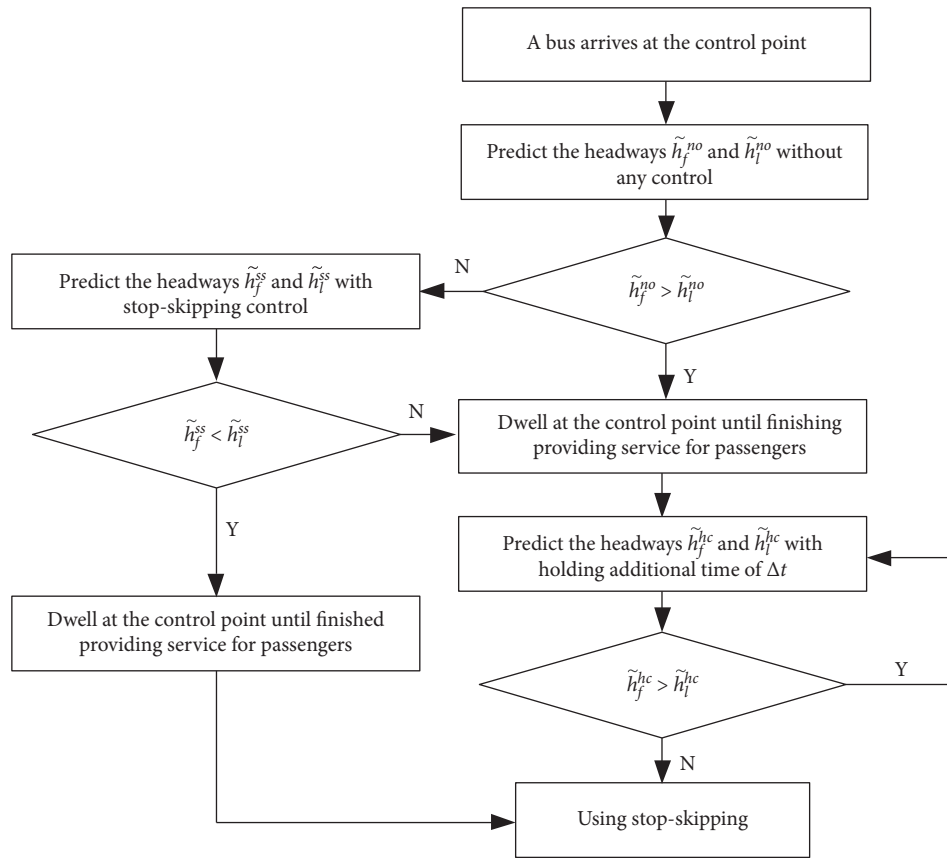 A bus arrives at the control point
Predict the headways h̃_f^no and h̃_l^no without
any control
N
Predict the headways h̃_f^ss and h̃_l^ss with
stop-skipping control
h̃_f^no > h̃_l^no
Y
N
h̃_f^ss < h̃_l^ss
Dwell at the control point until finishing
providing service for passengers
Y
Predict the headways h̃_f^hc and h̃_l^hc with
holding additional time of Δt
Dwell at the control point until finished
providing service for passengers
h̃_f^hc > h̃_l^hc
Y
N
Using stop-skipping